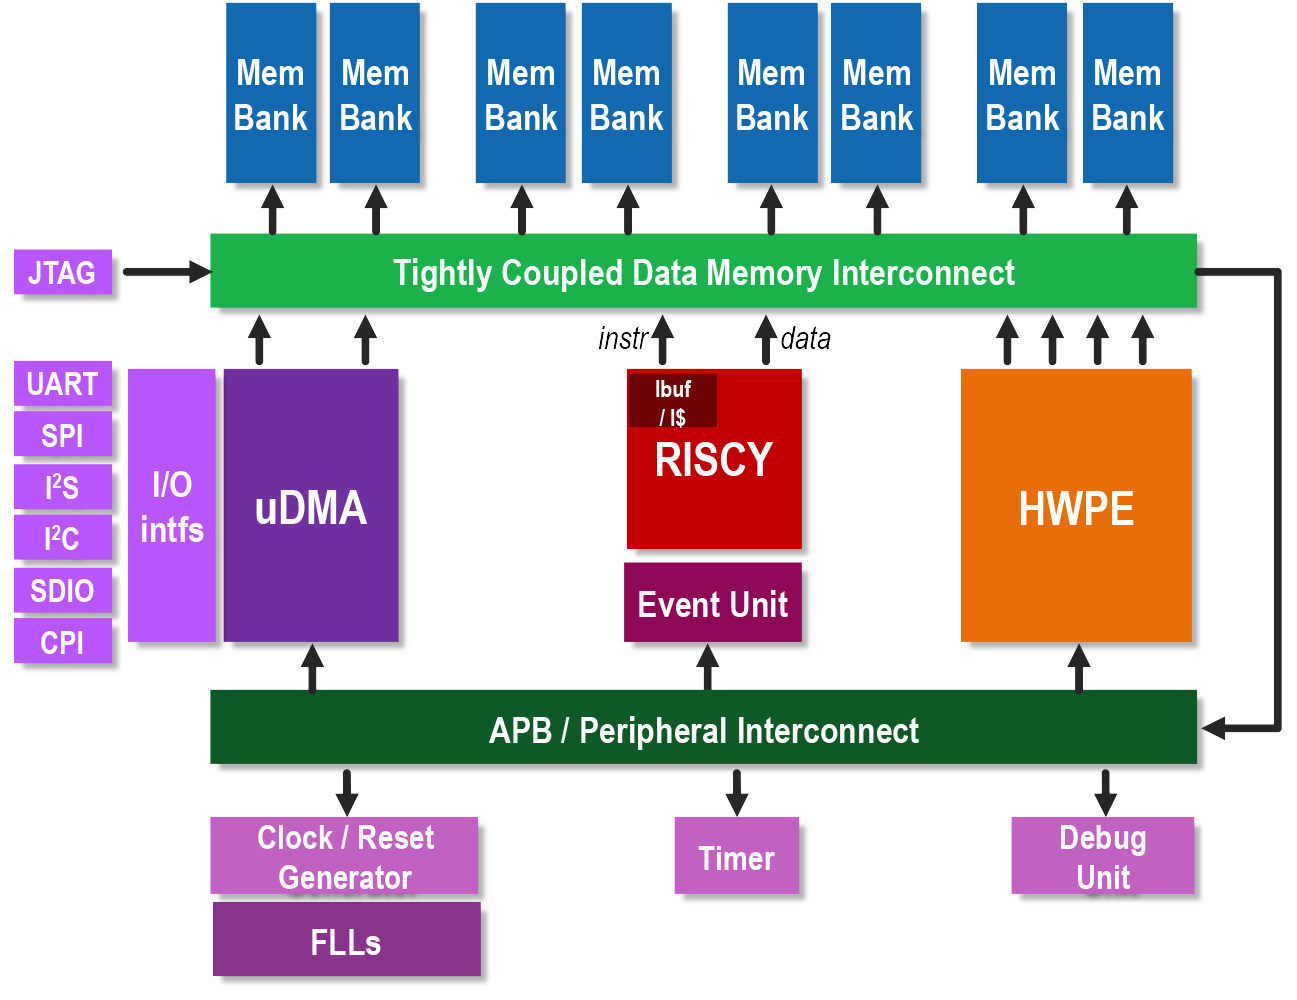 Mem
Bank
Mem
Bank
Mem
Bank
Mem
Bank
Mem
Bank
Mem
Bank
Mem
Bank
Mem
Bank
JTAG
Tightly Coupled Data Memory Interconnect
instr
data
UART
SPI
I²S
I²C
SDIO
CPI
I/O
intfs
uDMA
Ibuf
/ I$
RISCY
Event Unit
HWPE
APB / Peripheral Interconnect
Clock / Reset
Generator
FLLs
Timer
Debug
Unit